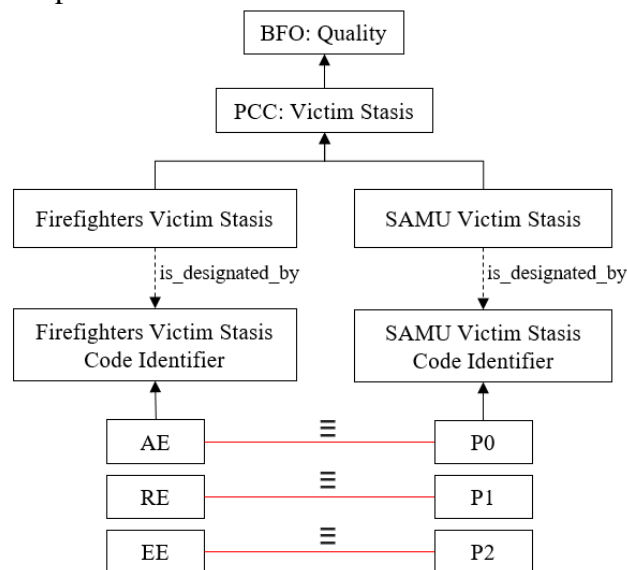 BFO: Quality
PCC: Victim Stasis
Firefighters Victim Stasis
SAMU Victim Stasis
is_designated_by
is_designated_by
Firefighters Victim Stasis
Code Identifier
SAMU Victim Stasis
Code Identifier
AE
≡
P0
RE
≡
P1
EE
≡
P2